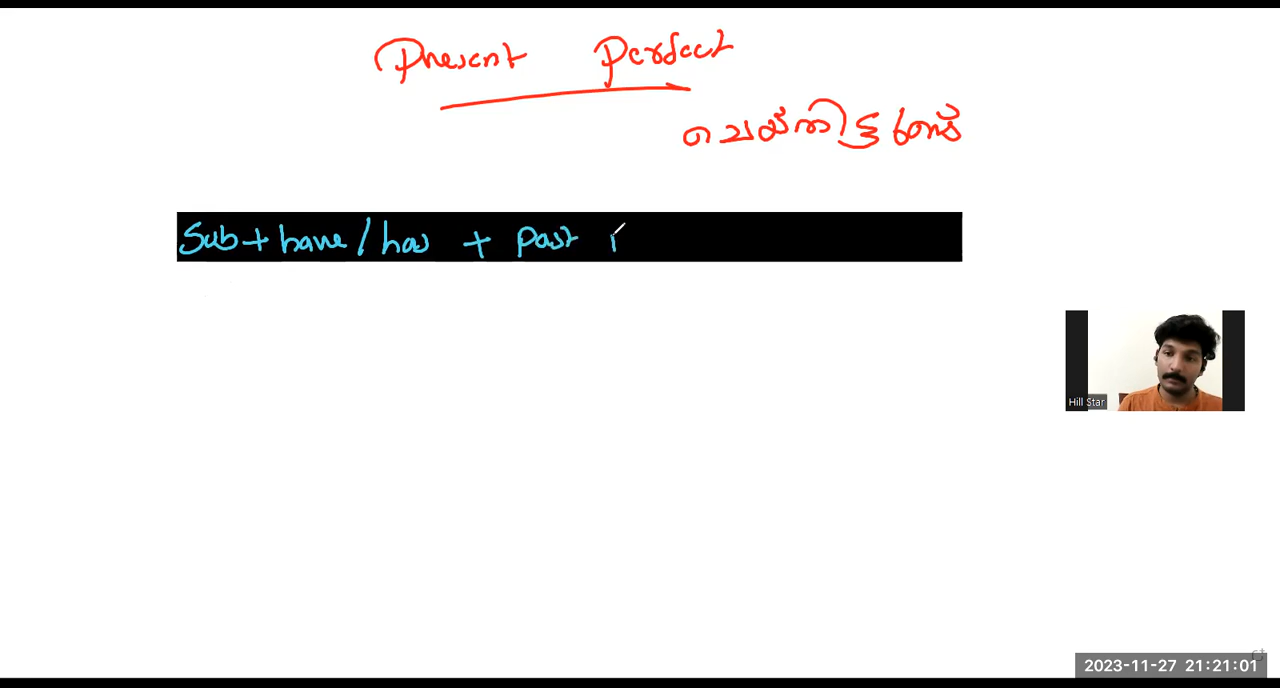 Present Perfect
ചെയ്തിട്ടുണ്ട്
Sub + have / has + Past
Hill Star
2023-11-27 21:21:01